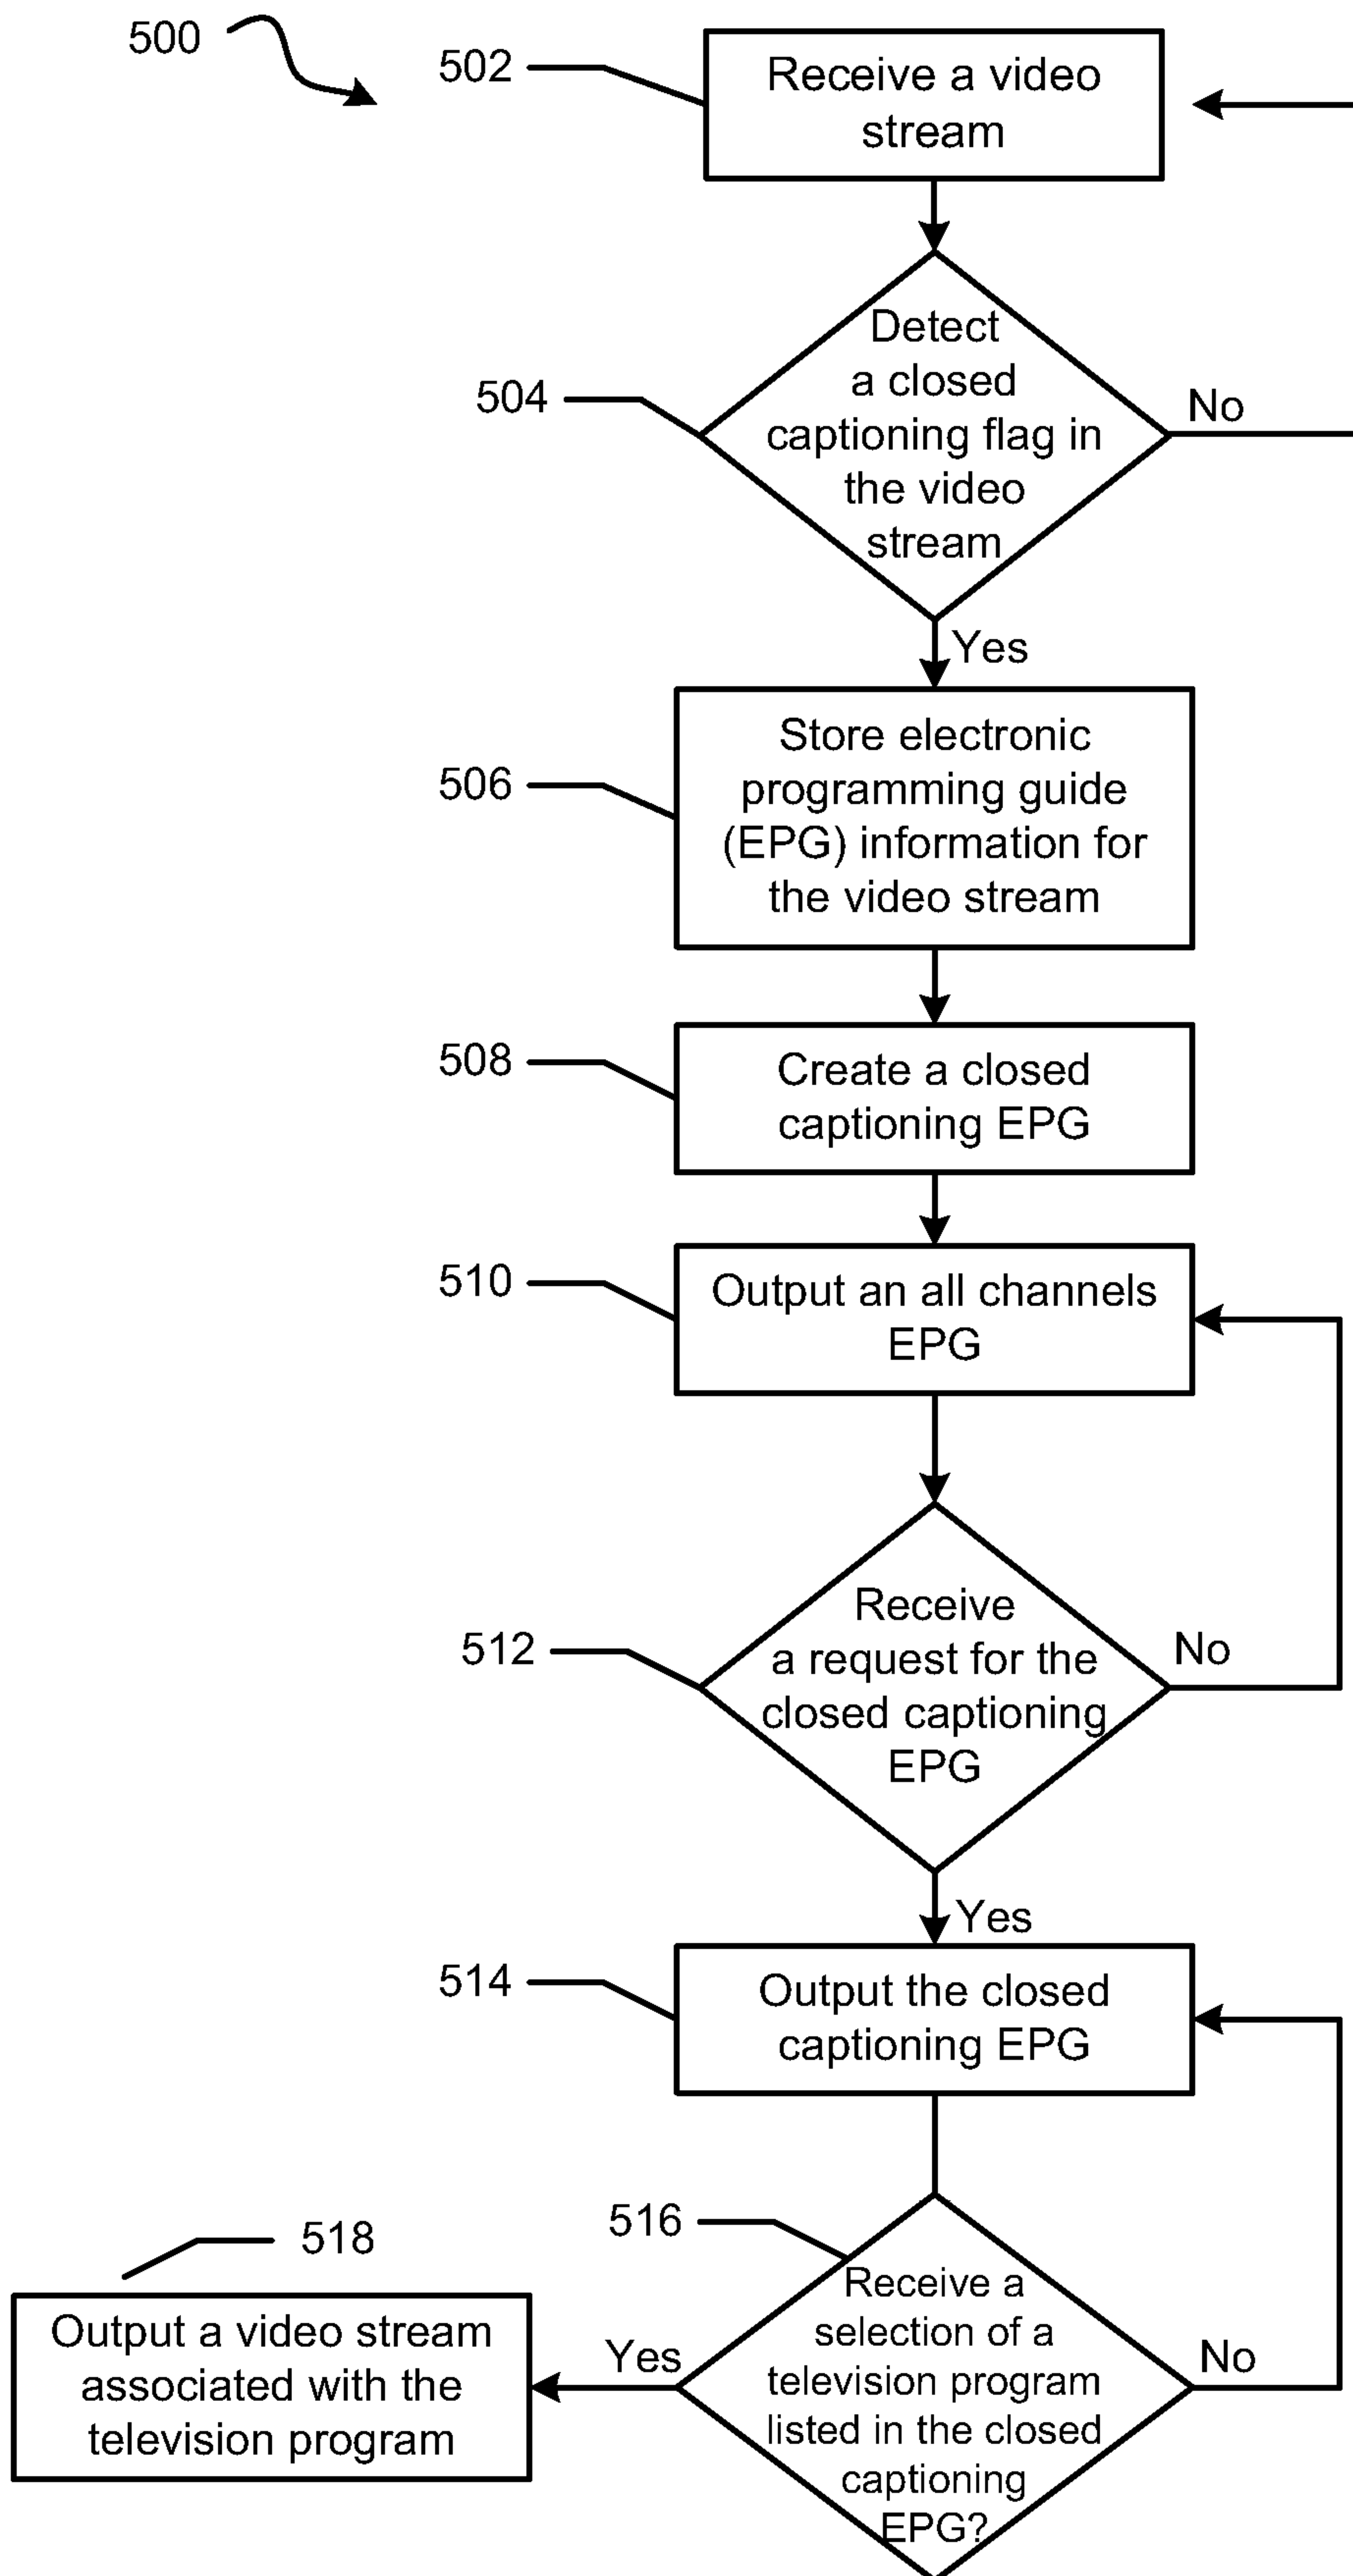 500
502
Receive a video
stream
504
Detect
a closed
captioning flag in
the video
stream
No
Yes
506
Store electronic
programming guide
(EPG) information for
the video stream
508
Create a closed
captioning EPG
510
Output an all channels
EPG
512
Receive
a request for the
closed captioning
EPG
No
Yes
514
Output the closed
captioning EPG
516
Receive a
selection of a
television program
listed in the closed
captioning
EPG?
No
Yes
518
Output a video stream
associated with the
television program